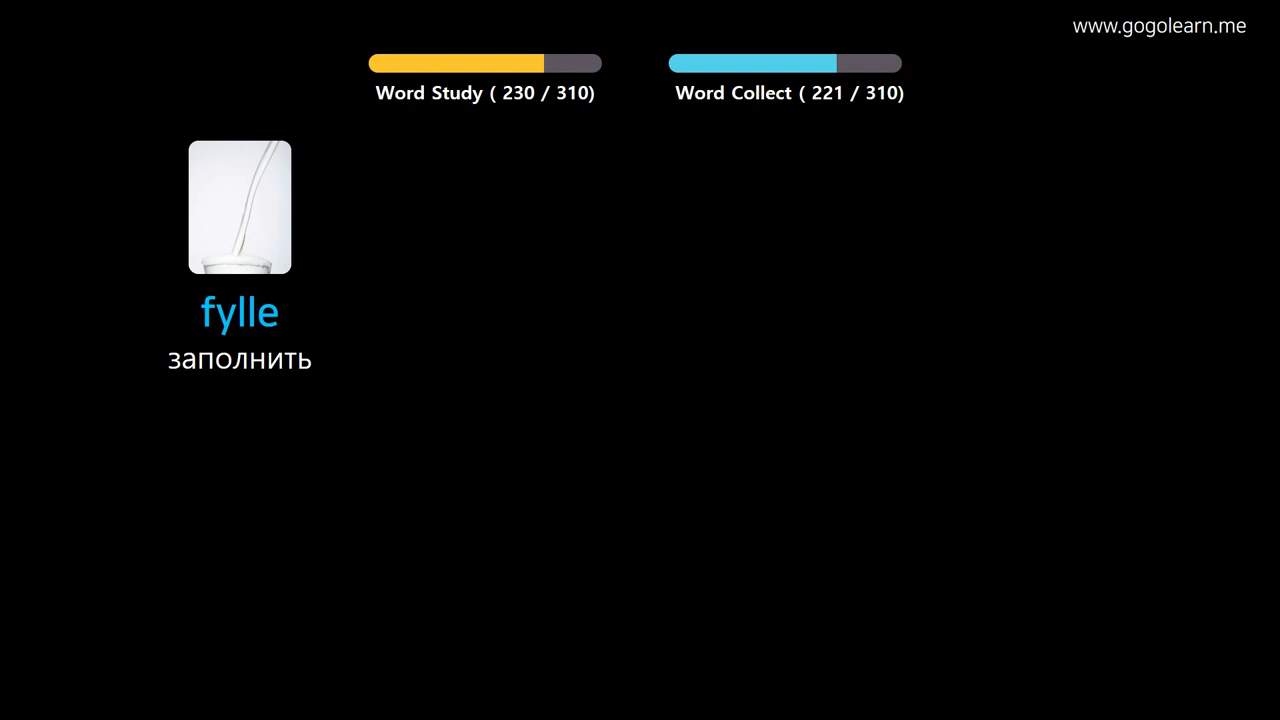 www.gogolearn.me
Word Study ( 230 / 310)
Word Collect ( 221 / 310)
fylle
заполнить